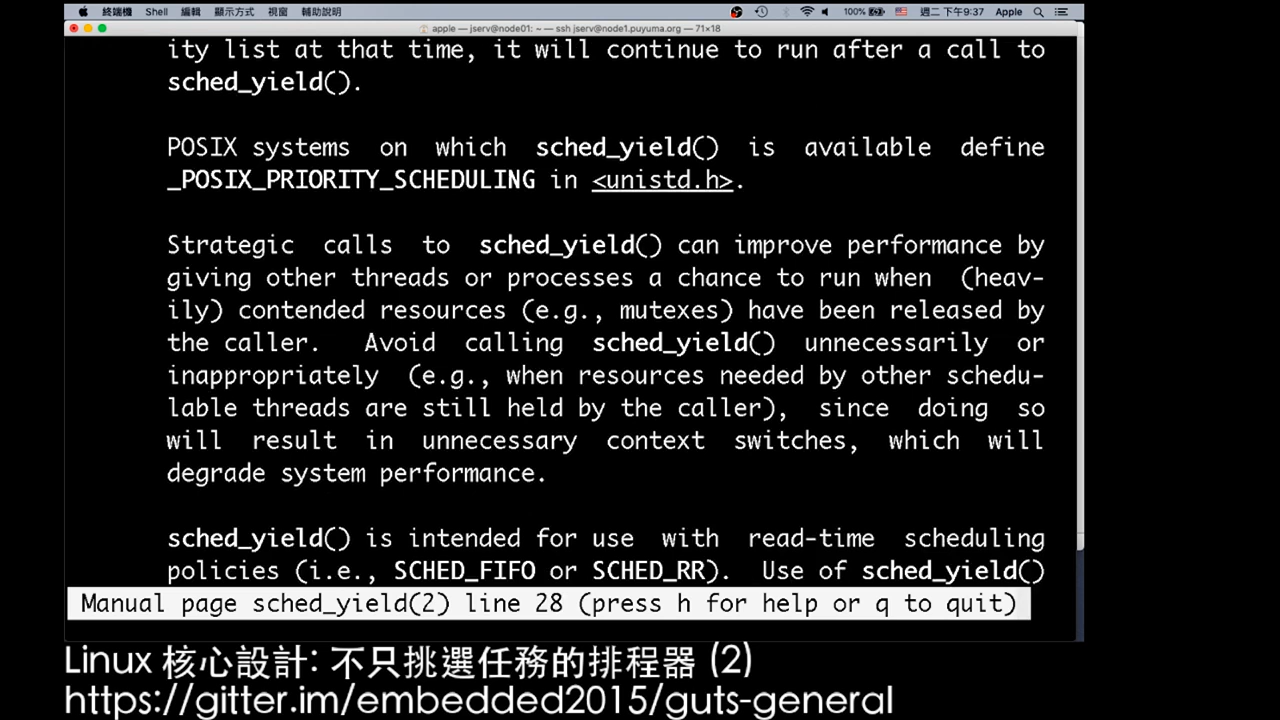 終端機 Shell 編輯 顯示方式 視窗 輔助說明 100% 週二 下午9:37 Apple
apple — jserv@node01: ~ — ssh jserv@node1.puyuma.org — 71×18
ity list at that time, it will continue to run after a call to
sched_yield().
POSIX systems on which sched_yield() is available define
_POSIX_PRIORITY_SCHEDULING in <unistd.h>.
Strategic calls to sched_yield() can improve performance by
giving other threads or processes a chance to run when (heav-
ily) contended resources (e.g., mutexes) have been released by
the caller. Avoid calling sched_yield() unnecessarily or
inappropriately (e.g., when resources needed by other schedu-
lable threads are still held by the caller), since doing so
will result in unnecessary context switches, which will
degrade system performance.
sched_yield() is intended for use with read-time scheduling
policies (i.e., SCHED_FIFO or SCHED_RR). Use of sched_yield()
Manual page sched_yield(2) line 28 (press h for help or q to quit)
Linux 核心設計: 不只挑選任務的排程器 (2)
https://gitter.im/embedded2015/guts-general